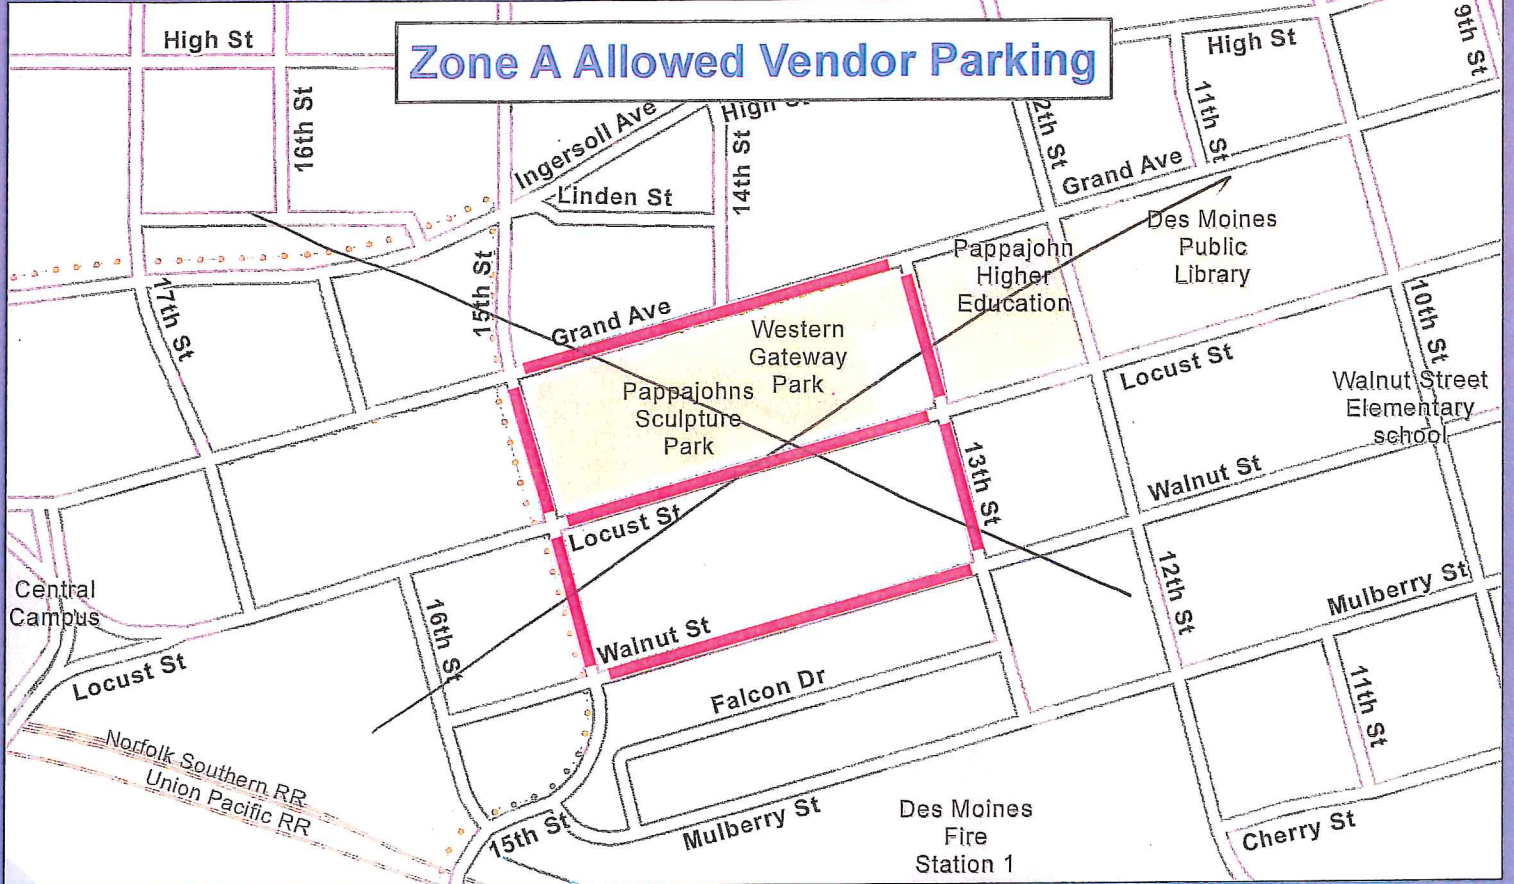 Zone A Allowed Vendor Parking
High St
High St
9th St
16th St
Ingersoll Ave
High
11th St
14th St
2th St
Grand Ave
Linden St
Des Moines
Public
Library
Pappajohn
Higher
Education
15th St
17th St
Grand Ave
Western
Gateway
Park
10th St
Pappajohns
Sculpture
Park
Locust St
Walnut Street
Elementary
school
13th St
Walnut St
Locust St
Central
Campus
12th St
Mulberry St
16th St
Walnut St
Locust St
Falcon Dr
11th St
Norfolk Southern RR
Union Pacific RR
15th St
Mulberry St
Des Moines
Fire
Station 1
Cherry St